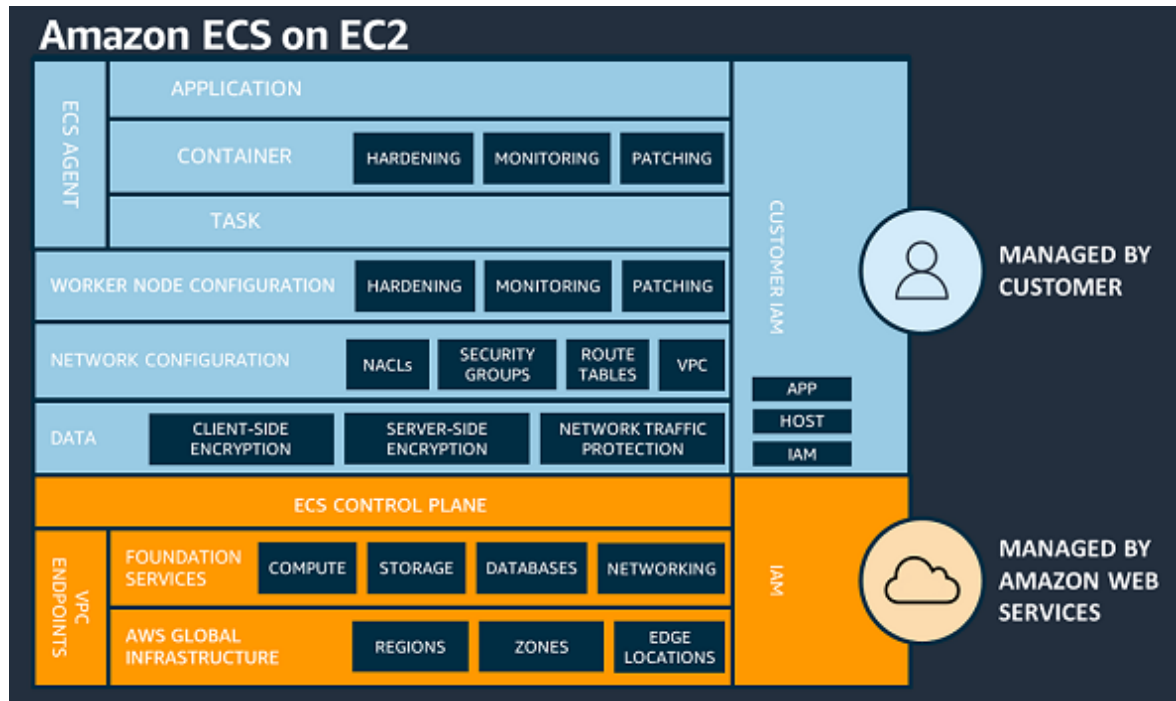 Amazon ECS on EC2
ECS AGENT
APPLICATION
CONTAINER
HARDENING
MONITORING
PATCHING
TASK
WORKER NODE CONFIGURATION
HARDENING
MONITORING
PATCHING
NETWORK CONFIGURATION
NACLs
SECURITY
GROUPS
ROUTE
TABLES
VPC
DATA
CLIENT-SIDE
ENCRYPTION
SERVER-SIDE
ENCRYPTION
NETWORK TRAFFIC
PROTECTION
CUSTOMER IAM
APP
HOST
IAM
MANAGED BY
CUSTOMER
ECS CONTROL PLANE
VPC
ENDPOINTS
FOUNDATION
SERVICES
COMPUTE
STORAGE
DATABASES
NETWORKING
AWS GLOBAL
INFRASTRUCTURE
REGIONS
ZONES
EDGE
LOCATIONS
IAM
MANAGED BY
AMAZON WEB
SERVICES